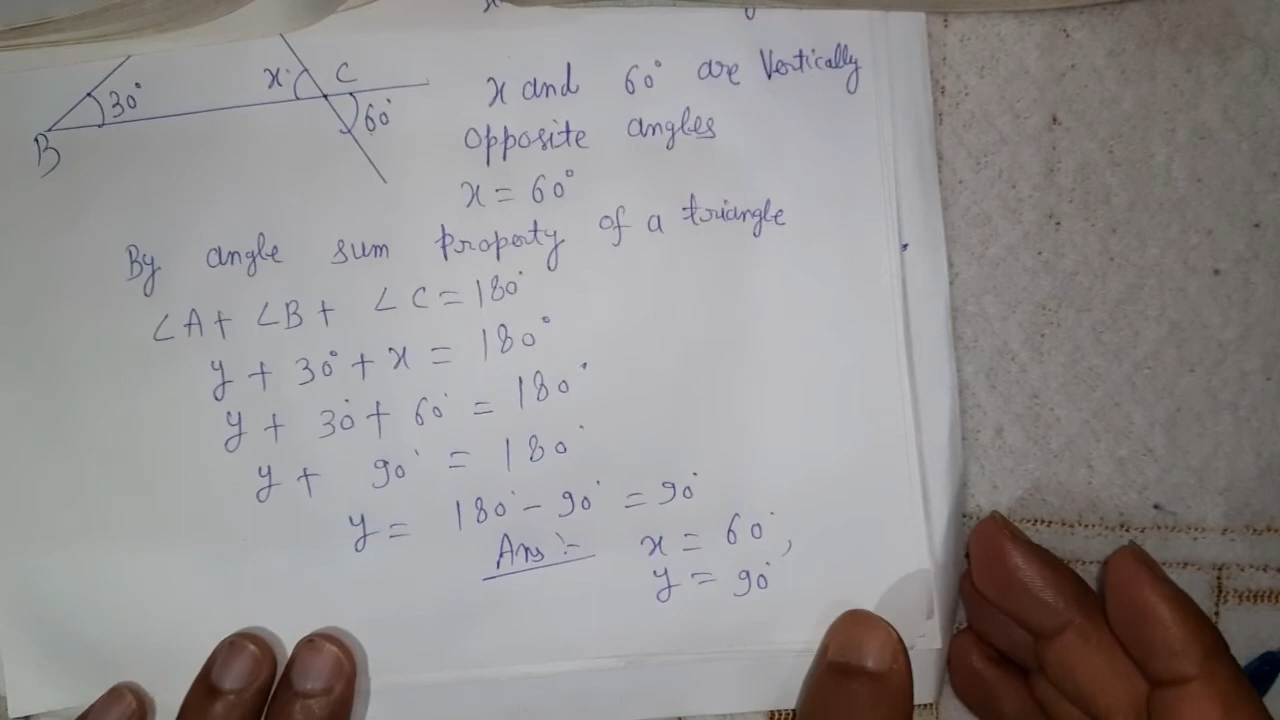 x C
30°
60°
B
x and 60° are Vertically
opposite angles
x = 60°
By angle sum property of a triangle
∠A + ∠B + ∠C = 180°
y + 30° + x = 180°
y + 30° + 60° = 180°
y + 90° = 180°
y = 180° - 90° = 90°
Ans :- x = 60°,
y = 90°